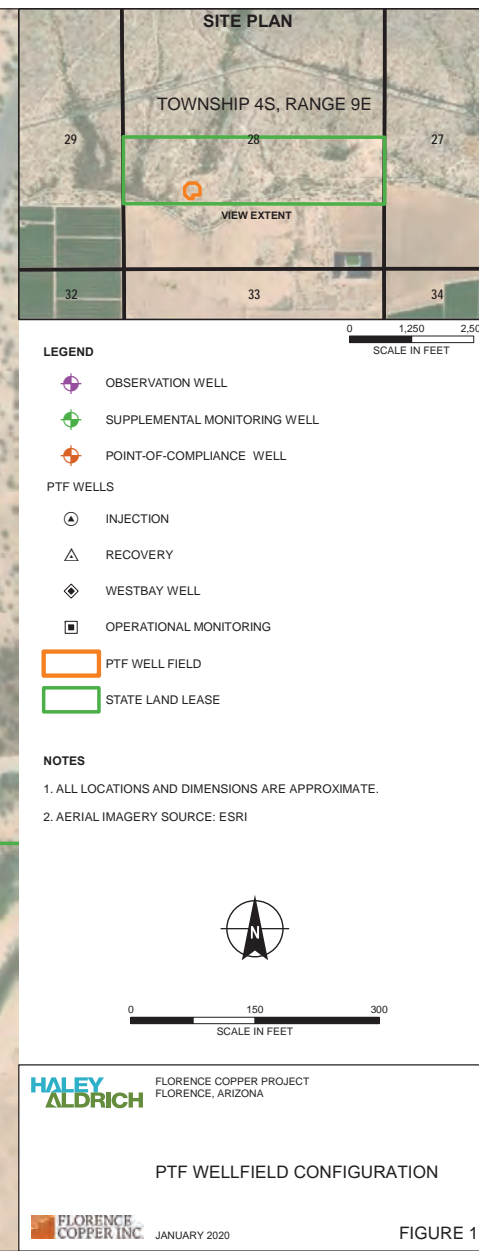 SITE PLAN
TOWNSHIP 4S, RANGE 9E
29
28
27
VIEW EXTENT
32
33
34
0 1,250 2,50
SCALE IN FEET
LEGEND
OBSERVATION WELL
SUPPLEMENTAL MONITORING WELL
POINT-OF-COMPLIANCE WELL
PTF WELLS
INJECTION
RECOVERY
WESTBAY WELL
OPERATIONAL MONITORING
PTF WELL FIELD
STATE LAND LEASE
NOTES
1. ALL LOCATIONS AND DIMENSIONS ARE APPROXIMATE.
2. AERIAL IMAGERY SOURCE: ESRI
N
0 150 300
SCALE IN FEET
HALEY
ALDRICH
FLORENCE COPPER PROJECT
FLORENCE, ARIZONA
PTF WELLFIELD CONFIGURATION
FLORENCE
COPPER INC
JANUARY 2020
FIGURE 1